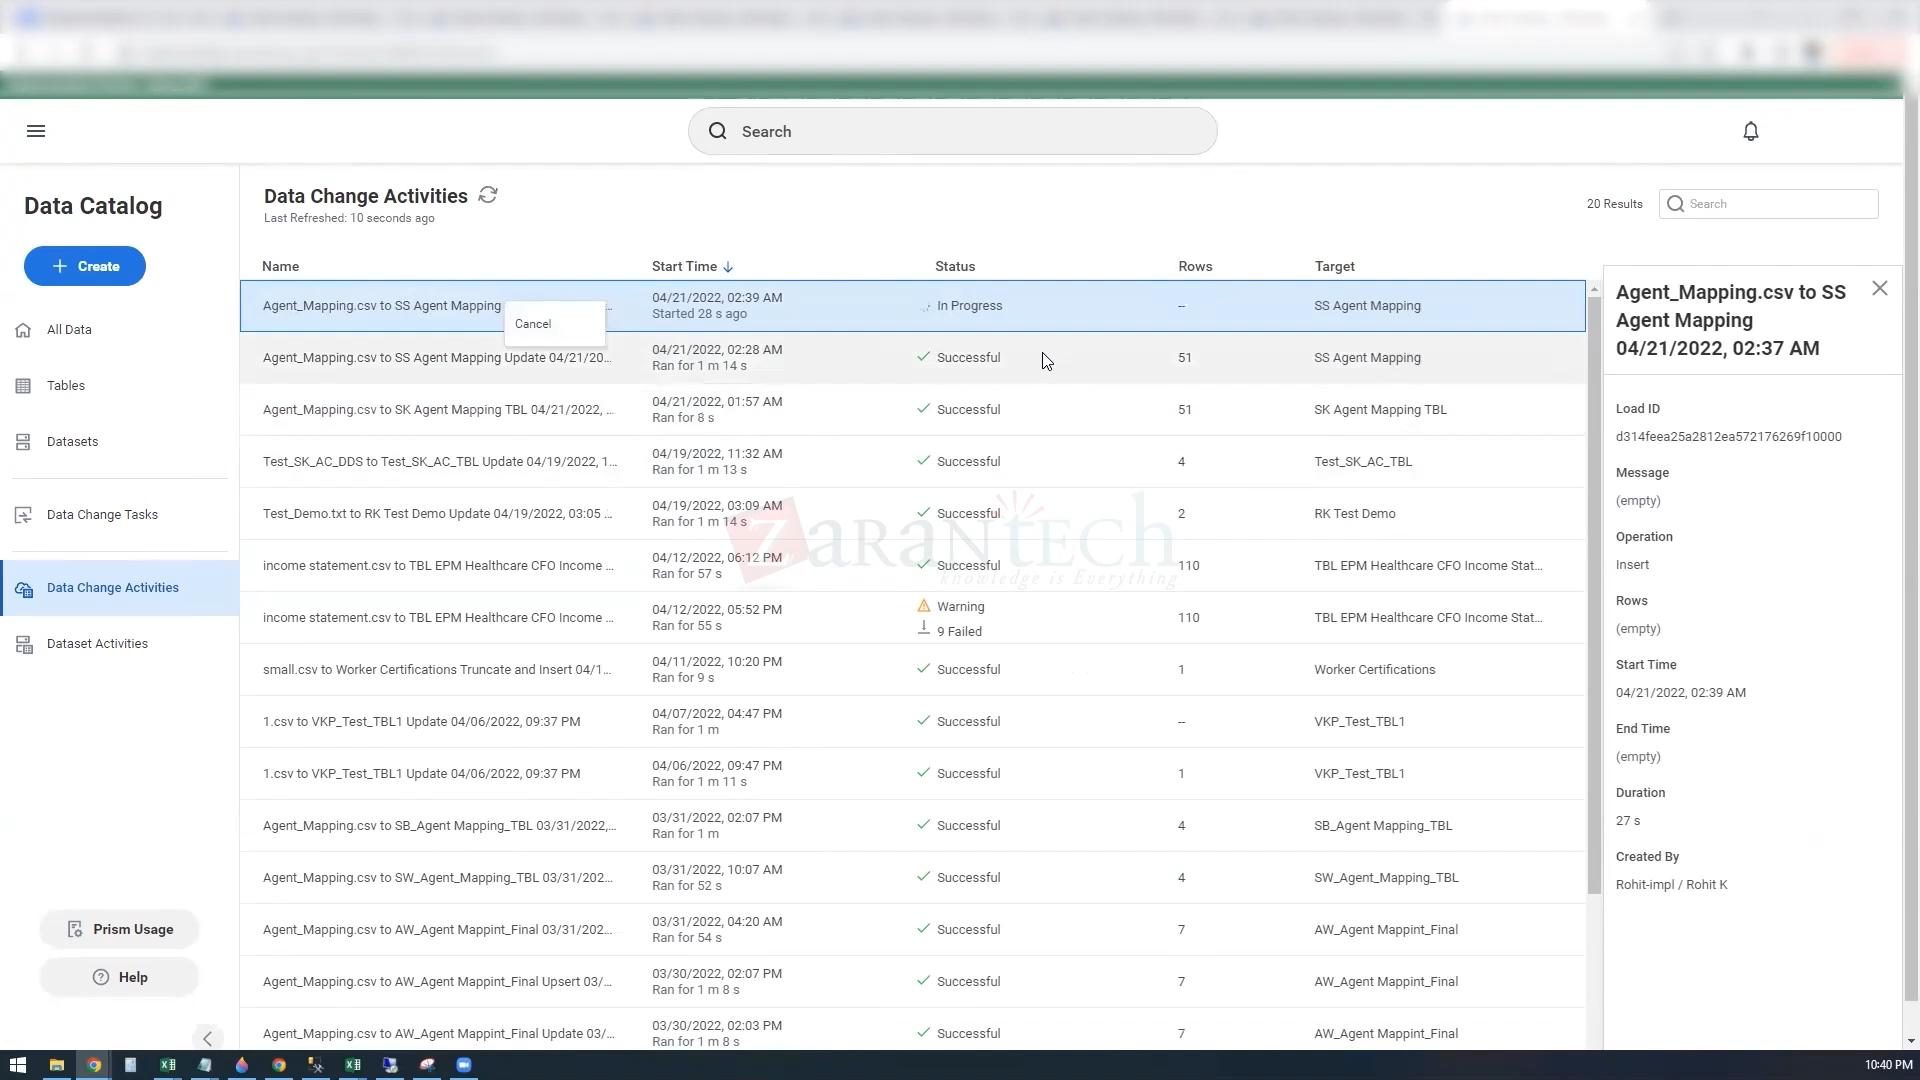 Search
Data Catalog
Create
All Data
Tables
Datasets
Data Change Tasks
Data Change Activities
Dataset Activities
Prism Usage
Help
Data Change Activities
Last Refreshed: 10 seconds ago
20 Results
Search
Name Start Time Status Rows Target
Agent_Mapping.csv to SS Agent Mapping ... 04/21/2022, 02:39 AM In Progress -- SS Agent Mapping
Started 28 s ago
Cancel
Agent_Mapping.csv to SS Agent Mapping Update 04/21/20... 04/21/2022, 02:28 AM Successful 51 SS Agent Mapping
Ran for 1 m 14 s
Agent_Mapping.csv to SK Agent Mapping TBL 04/21/2022, ... 04/21/2022, 01:57 AM Successful 51 SK Agent Mapping TBL
Ran for 8 s
Test_SK_AC_DDS to Test_SK_AC_TBL Update 04/19/2022, 1... 04/19/2022, 11:32 AM Successful 4 Test_SK_AC_TBL
Ran for 1 m 13 s
Test_Demo.txt to RK Test Demo Update 04/19/2022, 03:05 ... 04/19/2022, 03:09 AM Successful 2 RK Test Demo
Ran for 1 m 14 s
income statement.csv to TBL EPM Healthcare CFO Income ... 04/12/2022, 06:12 PM Successful 110 TBL EPM Healthcare CFO Income Stat...
Ran for 57 s
income statement.csv to TBL EPM Healthcare CFO Income ... 04/12/2022, 05:52 PM Warning 110 TBL EPM Healthcare CFO Income Stat...
Ran for 55 s 9 Failed
small.csv to Worker Certifications Truncate and Insert 04/1... 04/11/2022, 10:20 PM Successful 1 Worker Certifications
Ran for 9 s
1.csv to VKP_Test_TBL1 Update 04/06/2022, 09:37 PM 04/07/2022, 04:47 PM Successful -- VKP_Test_TBL1
Ran for 1 m
1.csv to VKP_Test_TBL1 Update 04/06/2022, 09:37 PM 04/06/2022, 09:47 PM Successful 1 VKP_Test_TBL1
Ran for 1 m 11 s
Agent_Mapping.csv to SB_Agent Mapping_TBL 03/31/2022,... 03/31/2022, 02:07 PM Successful 4 SB_Agent Mapping_TBL
Ran for 1 m
Agent_Mapping.csv to SW_Agent_Mapping_TBL 03/31/202... 03/31/2022, 10:07 AM Successful 4 SW_Agent_Mapping_TBL
Ran for 52 s
Agent_Mapping.csv to AW_Agent Mappint_Final 03/31/202... 03/31/2022, 04:20 AM Successful 7 AW_Agent Mappint_Final
Ran for 54 s
Agent_Mapping.csv to AW_Agent Mappint_Final Upsert 03/... 03/30/2022, 02:07 PM Successful 7 AW_Agent Mappint_Final
Ran for 1 m 8 s
Agent_Mapping.csv to AW_Agent Mappint_Final Update 03/... 03/30/2022, 02:03 PM Successful 7 AW_Agent Mappint_Final
Ran for 1 m 8 s
zarantech
knowledge is Everything
Agent_Mapping.csv to SS
Agent Mapping
04/21/2022, 02:37 AM
Load ID
d314feea25a2812ea572176269f10000
Message
(empty)
Operation
Insert
Rows
(empty)
Start Time
04/21/2022, 02:39 AM
End Time
(empty)
Duration
27 s
Created By
Rohit-impl / Rohit K
10:40 PM